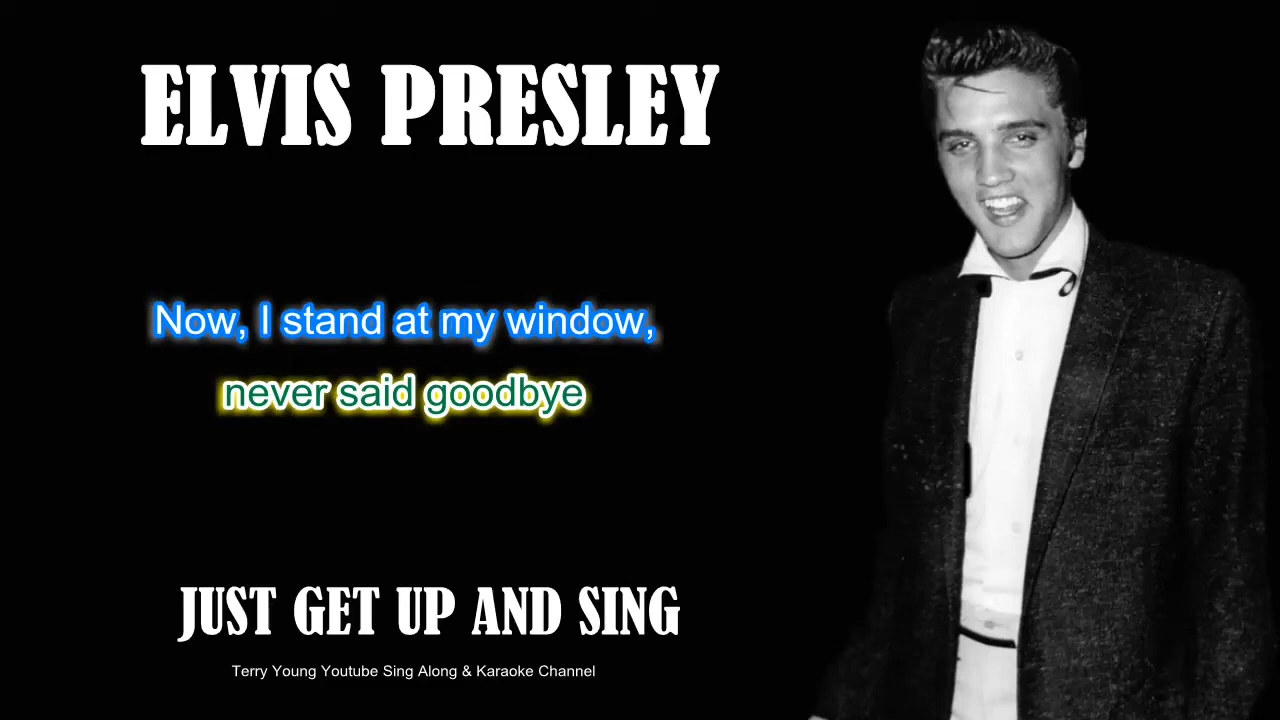 ELVIS PRESLEY
Now, I stand at my window,
never said goodbye
JUST GET UP AND SING
Terry Young Youtube Sing Along & Karaoke Channel